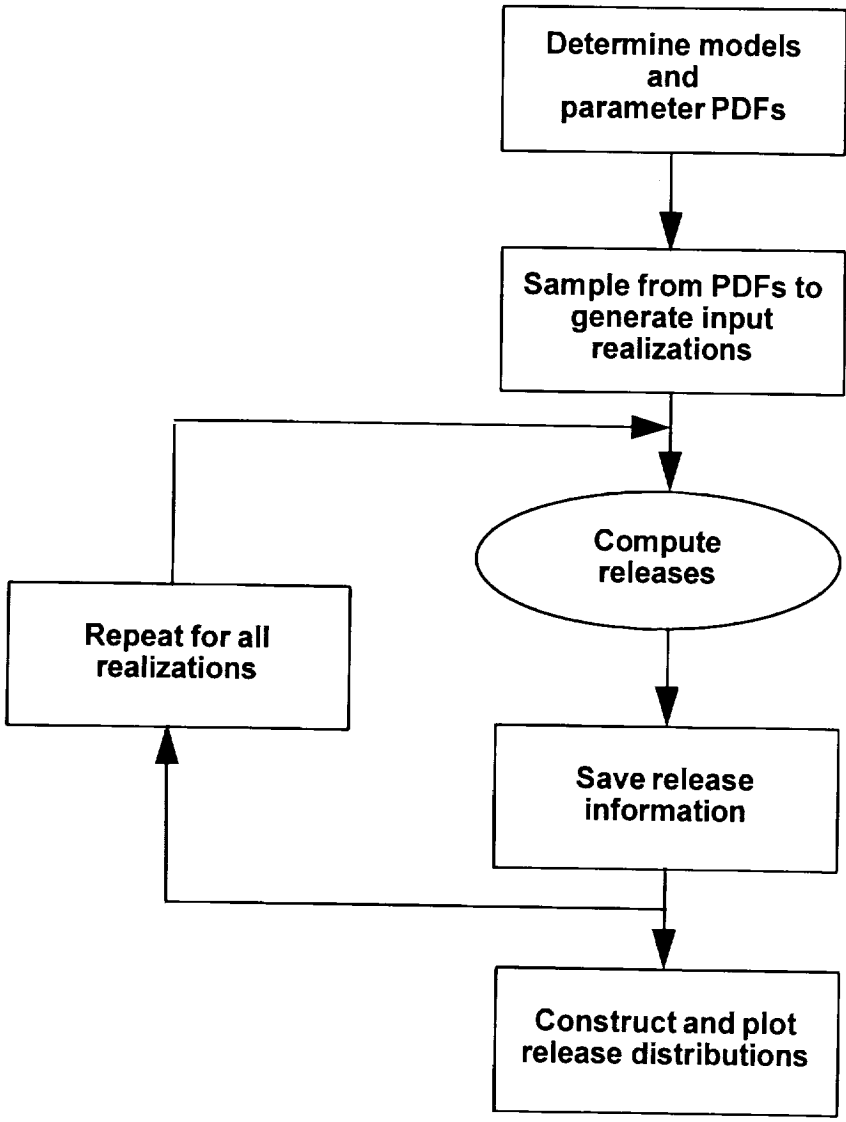 Determine models
and
parameter PDFs
Sample from PDFs to
generate input
realizations
Compute
releases
Repeat for all
realizations
Save release
information
Construct and plot
release distributions